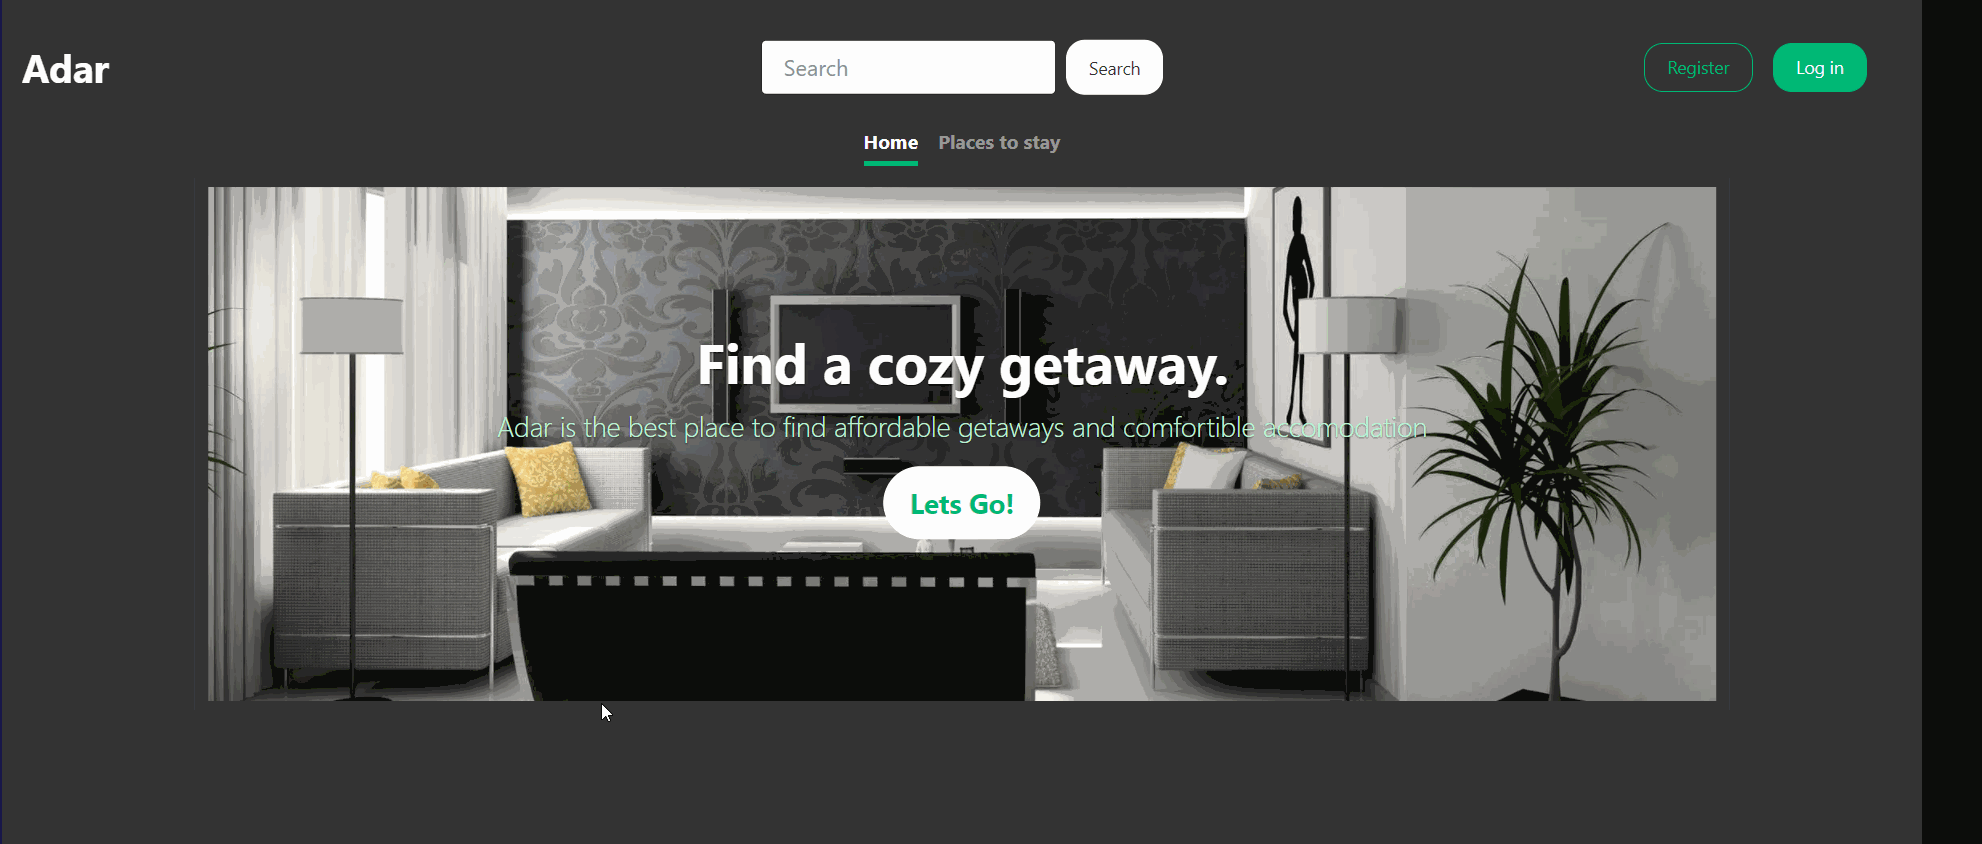 Adar
Search
Search
Register
Log in
Home
Places to stay
Find a cozy getaway.
Adar is the best place to find affordable getaways and comfortible accomodation
Lets Go!